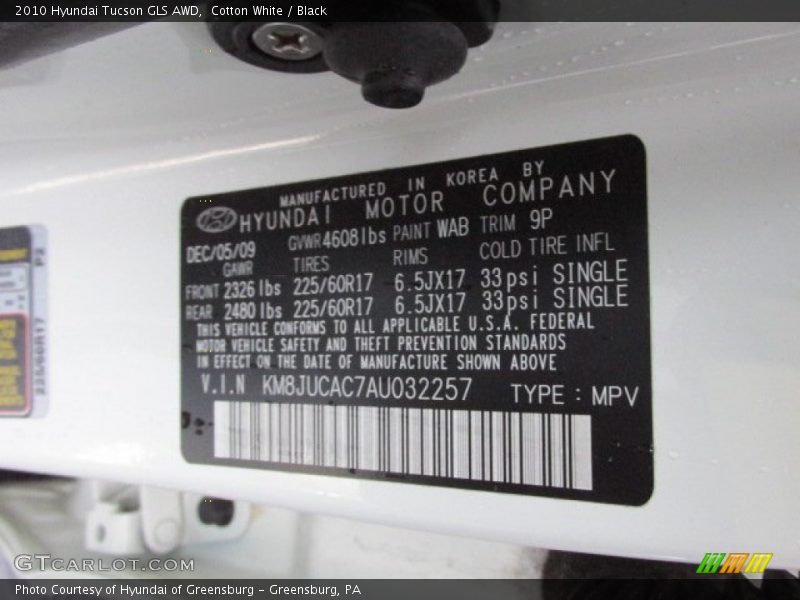 2010 Hyundai Tucson GLS AWD, Cotton White / Black
MANUFACTURED IN KOREA BY
HYUNDAI MOTOR COMPANY
DEC/05/09 GVWR 4608 lbs PAINT WAB TRIM 9P
GAWR TIRES RIMS COLD TIRE INFL
FRONT 2326 lbs 225/60R17 6.5JX17 33psi SINGLE
REAR 2480 lbs 225/60R17 6.5JX17 33psi SINGLE
THIS VEHICLE CONFORMS TO ALL APPLICABLE U.S.A. FEDERAL
MOTOR VEHICLE SAFETY AND THEFT PREVENTION STANDARDS
IN EFFECT ON THE DATE OF MANUFACTURE SHOWN ABOVE
V.I.N KM8JUCAC7AU032257 TYPE : MPV
225/60R17
GTCARLOT.COM
Photo Courtesy of Hyundai of Greensburg – Greensburg, PA